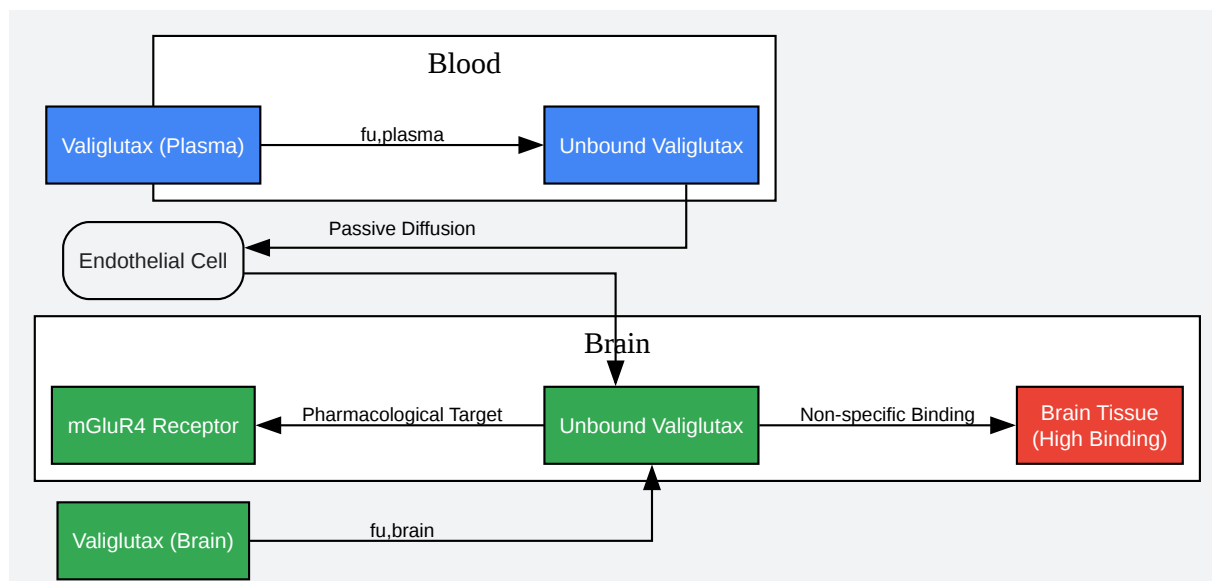 Blood
Valiglutax (Plasma)
fu,plasma
Unbound Valiglutax
Passive Diffusion
Endothelial Cell
Brain
mGluR4 Receptor
Pharmacological Target
Unbound Valiglutax
Non-specific Binding
Brain Tissue
(High Binding)
Valiglutax (Brain)
fu,brain